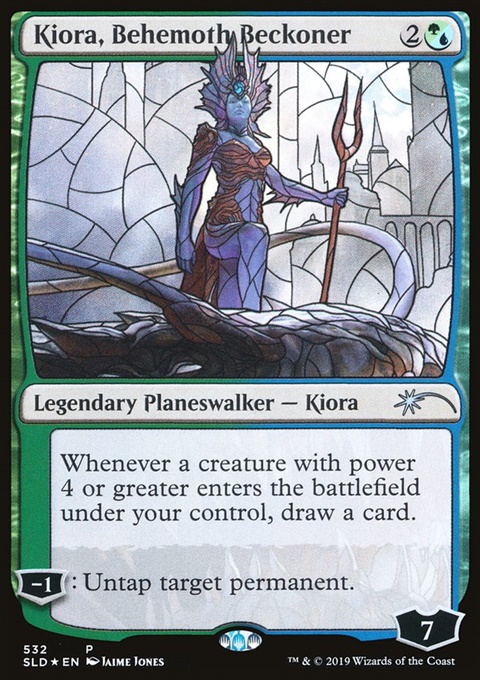 Kiora, Behemoth Beckoner 2
Legendary Planeswalker — Kiora
Whenever a creature with power
4 or greater enters the battlefield
under your control, draw a card.
-1 : Untap target permanent.
7
532 P
SLD ★ EN Jaime Jones
™ & © 2019 Wizards of the Coast